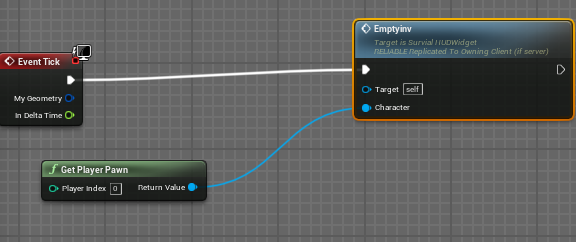 Event Tick
My Geometry
In Delta Time
Emptyinv
Target is Survial HUDWidget
RELIABLE Replicated To Owning Client (if server)
Target self
Character
f Get Player Pawn
Player Index 0 Return Value